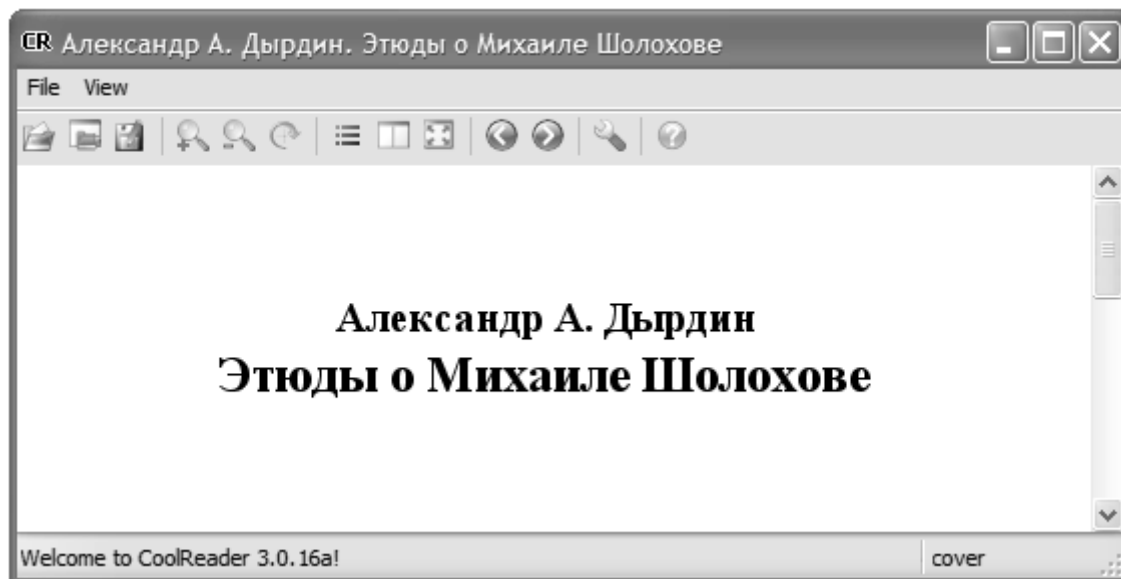 CR Александр А. Дырдин. Этюды о Михаиле Шолохове
File View
Александр А. Дырдин
Этюды о Михаиле Шолохове
Welcome to CoolReader 3.0.16a! cover